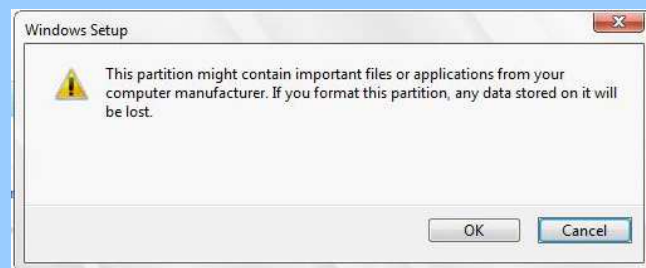 Windows Setup
This partition might contain important files or applications from your
computer manufacturer. If you format this partition, any data stored on it will
be lost.
OK
Cancel